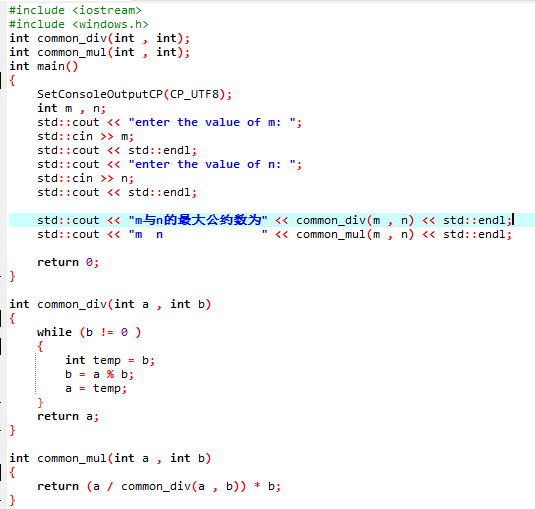 #include <iostream>
#include <windows.h>
int common_div(int , int);
int common_mul(int , int);
int main()
{
    SetConsoleOutputCP(CP_UTF8);
    int m , n;
    std::cout << "enter the value of m: ";
    std::cin >> m;
    std::cout << std::endl;
    std::cout << "enter the value of n: ";
    std::cin >> n;
    std::cout << std::endl;

    std::cout << "m与n的最大公约数为" << common_div(m , n) << std::endl;
    std::cout << "m  n              " << common_mul(m , n) << std::endl;

    return 0;
}

int common_div(int a , int b)
{
    while (b != 0 )
    {
        int temp = b;
        b = a % b;
        a = temp;
    }
    return a;
}

int common_mul(int a , int b)
{
    return (a / common_div(a , b)) * b;
}